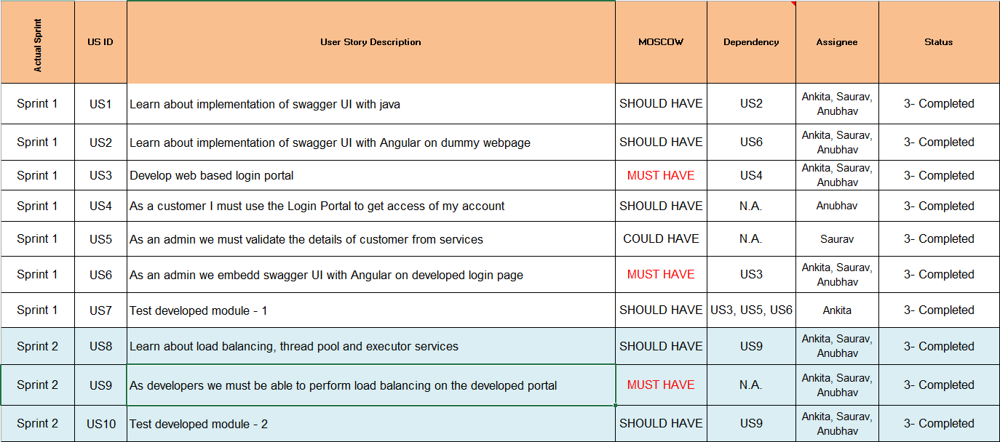 Actual Sprint US ID User Story Description MOSCOW Dependency Assignee Status
Sprint 1 US1 Learn about implementation of swagger UI with java SHOULD HAVE US2 Ankita, Saurav, Anubhav 3- Completed
Sprint 1 US2 Learn about implementation of swagger UI with Angular on dummy webpage SHOULD HAVE US6 Ankita, Saurav, Anubhav 3- Completed
Sprint 1 US3 Develop web based login portal MUST HAVE US4 Ankita, Saurav, Anubhav 3- Completed
Sprint 1 US4 As a customer I must use the Login Portal to get access of my account SHOULD HAVE N.A. Anubhav 3- Completed
Sprint 1 US5 As an admin we must validate the details of customer from services COULD HAVE N.A. Saurav 3- Completed
Sprint 1 US6 As an admin we embedd swagger UI with Angular on developed login page MUST HAVE US3 Ankita, Saurav, Anubhav 3- Completed
Sprint 1 US7 Test developed module - 1 SHOULD HAVE US3, US5, US6 Ankita 3- Completed
Sprint 2 US8 Learn about load balancing, thread pool and executor services SHOULD HAVE US9 Ankita, Saurav, Anubhav 3- Completed
Sprint 2 US9 As developers we must be able to perform load balancing on the developed portal MUST HAVE N.A. Ankita, Saurav, Anubhav 3- Completed
Sprint 2 US10 Test developed module - 2 SHOULD HAVE US9 Ankita, Saurav, Anubhav 3- Completed